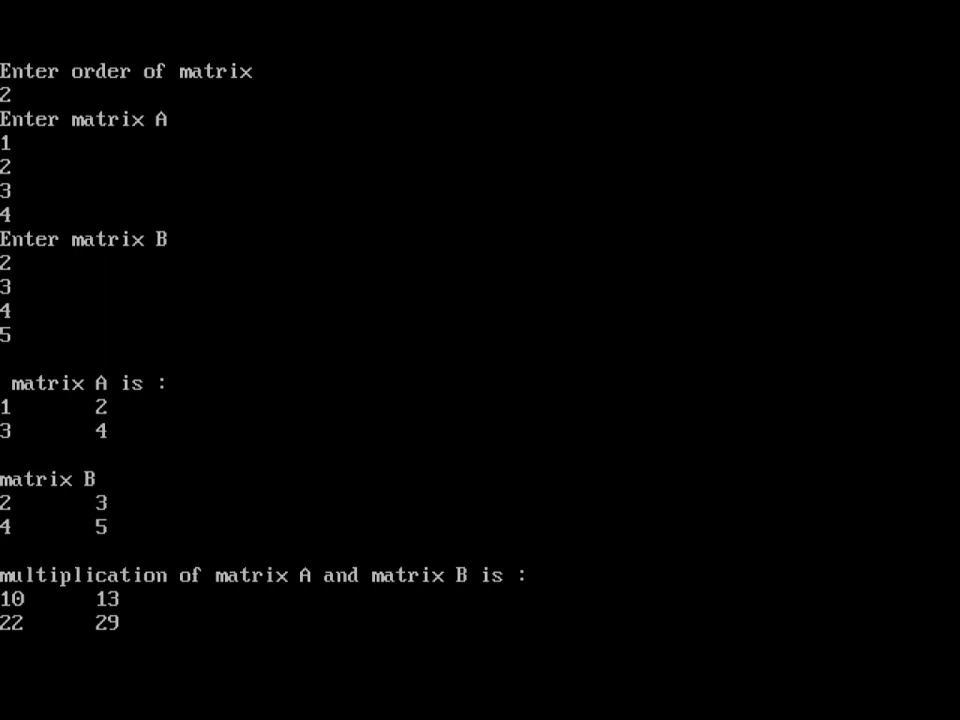 Enter order of matrix
2
Enter matrix A
1
2
3
4
Enter matrix B
2
3
4
5
matrix A is :
1 2
3 4
matrix B
2 3
4 5
multiplication of matrix A and matrix B is :
10 13
22 29